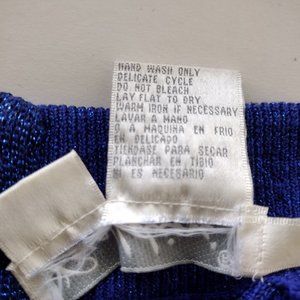 HAND WASH ONLY
DELICATE CYCLE
DO NOT BLEACH
LAY FLAT TO DRY
WARM IRON IF NECESSARY
LAVAR A MANO
O A MAQUINA EN FRIO
EN DELICADO
TIENDASE PARA SECAR
PLANCHAR EN TIBIO
SI ES NECESARIO